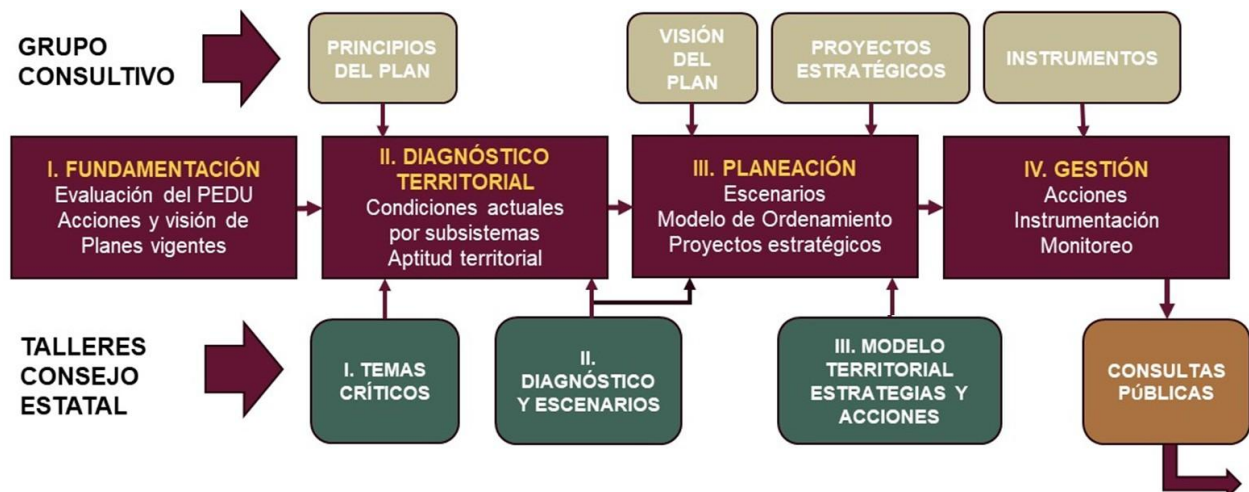 GRUPO
CONSULTIVO
PRINCIPIOS
DEL PLAN
VISIÓN
DEL
PLAN
PROYECTOS
ESTRATÉGICOS
INSTRUMENTOS
I. FUNDAMENTACIÓN
Evaluación del PEDU
Acciones y visión de
Planes vigentes
II. DIAGNÓSTICO
TERRITORIAL
Condiciones actuales
por subsistemas
Aptitud territorial
III. PLANEACIÓN
Escenarios
Modelo de Ordenamiento
Proyectos estratégicos
IV. GESTIÓN
Acciones
Instrumentación
Monitoreo
TALLERES
CONSEJO
ESTATAL
I. TEMAS
CRÍTICOS
II.
DIAGNÓSTICO
Y ESCENARIOS
III. MODELO
TERRITORIAL
ESTRATEGIAS Y
ACCIONES
CONSULTAS
PÚBLICAS